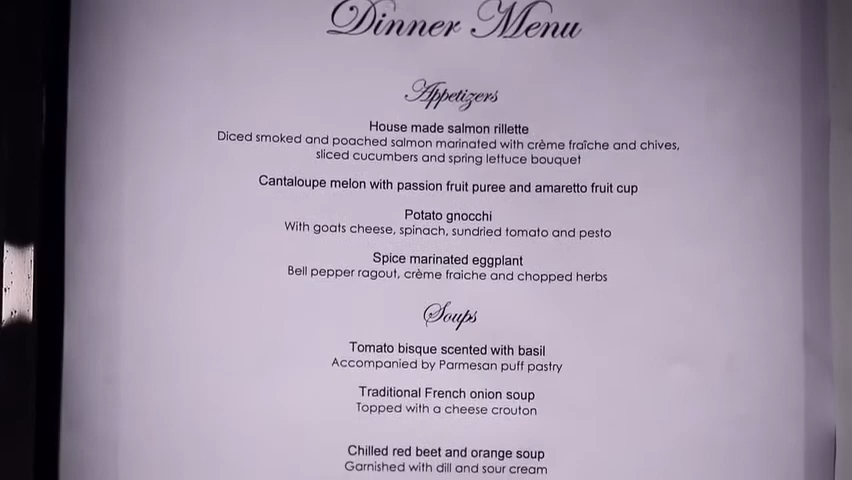 Dinner Menu
Appetizers
House made salmon rillette
Diced smoked and poached salmon marinated with crème fraîche and chives,
sliced cucumbers and spring lettuce bouquet
Cantaloupe melon with passion fruit puree and amaretto fruit cup
Potato gnocchi
With goats cheese, spinach, sundried tomato and pesto
Spice marinated eggplant
Bell pepper ragout, crème fraiche and chopped herbs
Soups
Tomato bisque scented with basil
Accompanied by Parmesan puff pastry
Traditional French onion soup
Topped with a cheese crouton
Chilled red beet and orange soup
Garnished with dill and sour cream